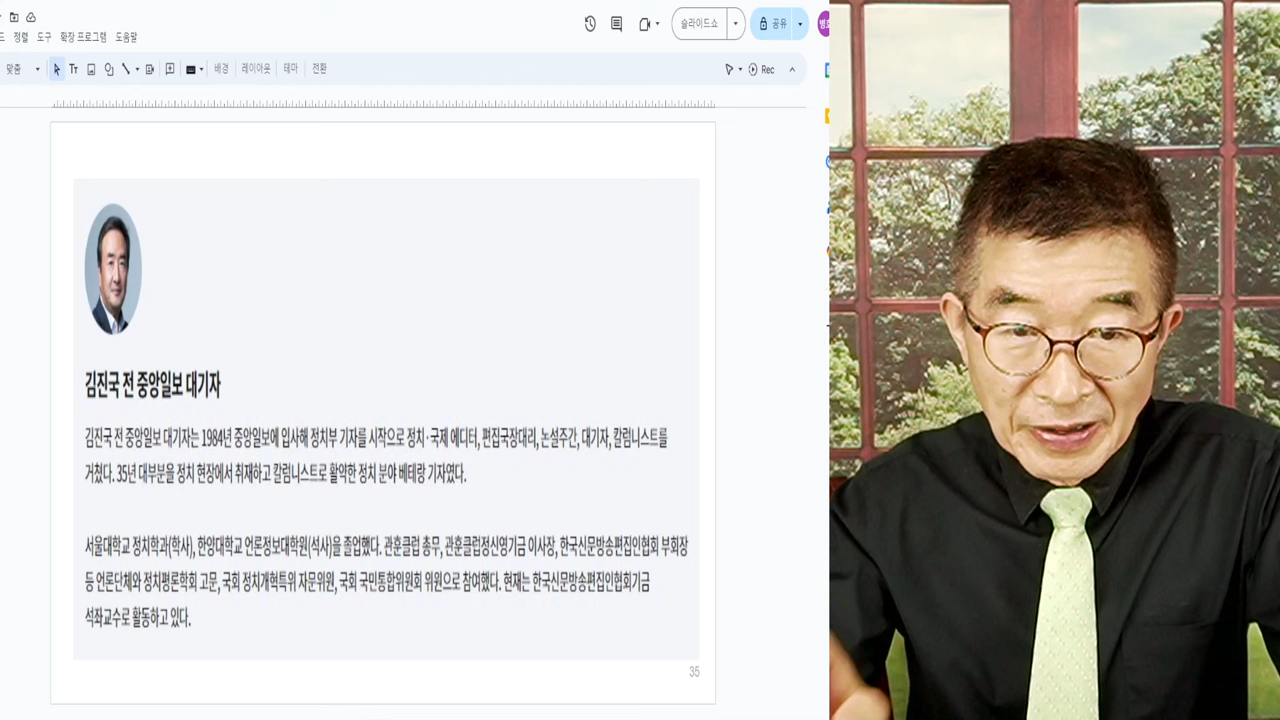 정렬 도구 확장 프로그램 도움말
슬라이드쇼
공유
맞춤
배경 레이아웃 테마 전환
Rec
김진국 전 중앙일보 대기자
김진국 전 중앙일보 대기자는 1984년 중앙일보에 입사해 정치부 기자를 시작으로 정치·국제 에디터, 편집국장대리, 논설주간, 대기자, 칼럼니스트를
거쳤다. 35년 대부분을 정치 현장에서 취재하고 칼럼니스트로 활약한 정치 분야 베테랑 기자였다.
서울대학교 정치학과(학사), 한양대학교 언론정보대학원(석사)을 졸업했다. 관훈클럽 총무, 관훈클럽정신영기금 이사장, 한국신문방송편집인협회 부회장
등 언론단체와 정치평론학회 고문, 국회 정치개혁특위 자문위원, 국회 국민통합위원회 위원으로 참여했다. 현재는 한국신문방송편집인협회기금
석좌교수로 활동하고 있다.
35